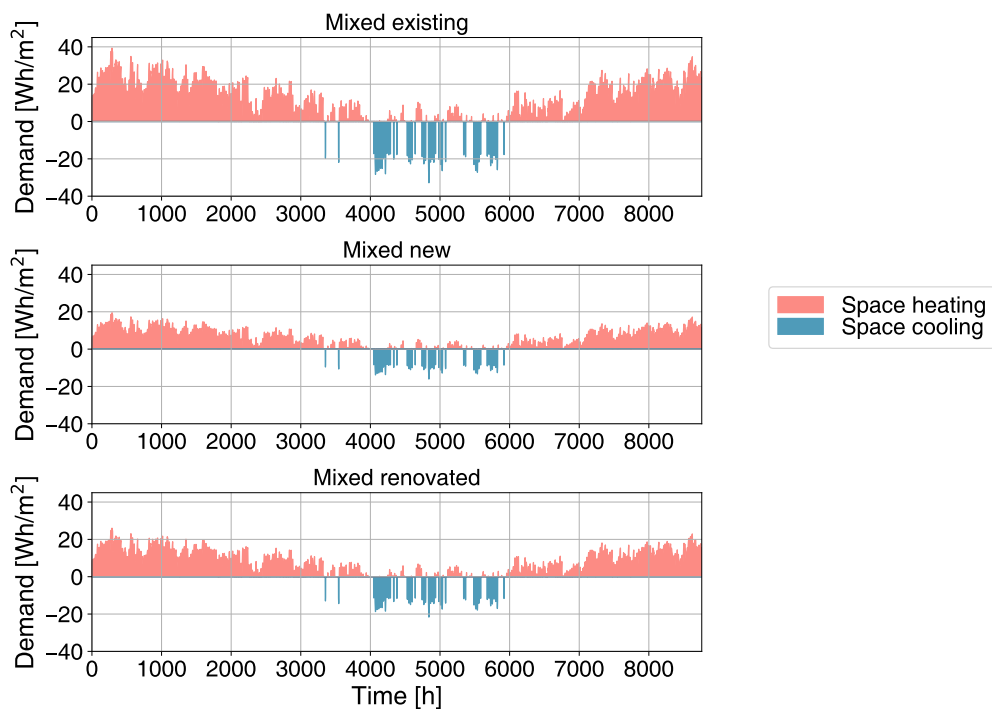 Mixed existing
Demand [Wh/m²]
40
20
0
−20
−40
0 1000 2000 3000 4000 5000 6000 7000 8000
Mixed new
Demand [Wh/m²]
40
20
0
−20
−40
0 1000 2000 3000 4000 5000 6000 7000 8000
Space heating
Space cooling
Mixed renovated
Demand [Wh/m²]
40
20
0
−20
−40
0 1000 2000 3000 4000 5000 6000 7000 8000
Time [h]